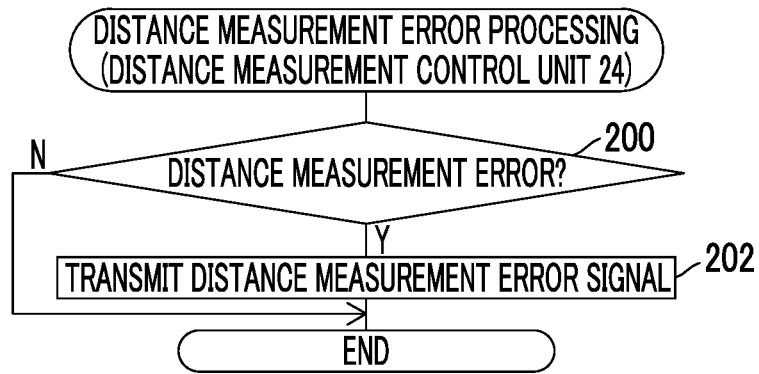 DISTANCE MEASUREMENT ERROR PROCESSING
(DISTANCE MEASUREMENT CONTROL UNIT 24)
200
N
DISTANCE MEASUREMENT ERROR?
Y
TRANSMIT DISTANCE MEASUREMENT ERROR SIGNAL
202
END